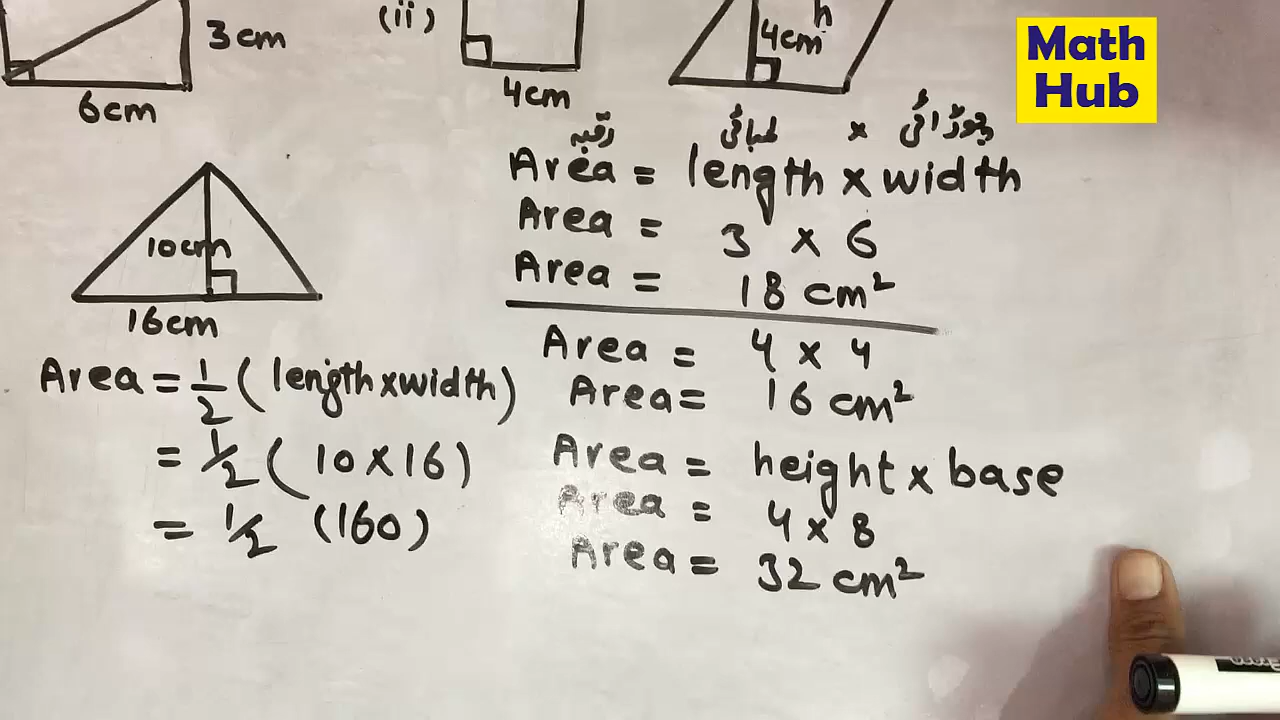 3cm
6cm
(ii)
4cm
h
4cm
Math
Hub
رقبہ لمبائی x چوڑائی
Area = length x width
Area = 3 x 6
Area = 18 cm²
10cm
16cm
Area = 1/2 (length x width)
= 1/2 (10 x 16)
= 1/2 (160)
Area = 4 x 4
Area = 16 cm²
Area = height x base
Area = 4 x 8
Area = 32 cm²